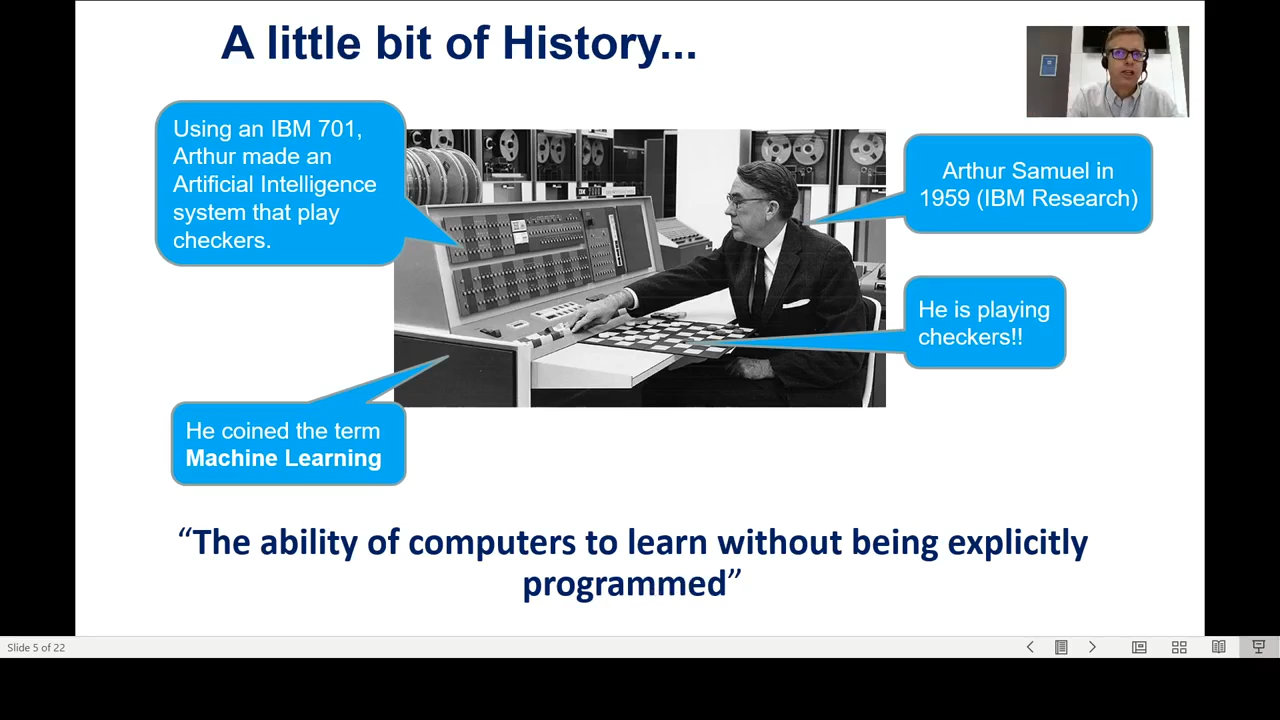 A little bit of History...
Using an IBM 701,
Arthur made an
Artificial Intelligence
system that play
checkers.
Arthur Samuel in
1959 (IBM Research)
He is playing
checkers!!
He coined the term
Machine Learning
“The ability of computers to learn without being explicitly
programmed”
Slide 5 of 22